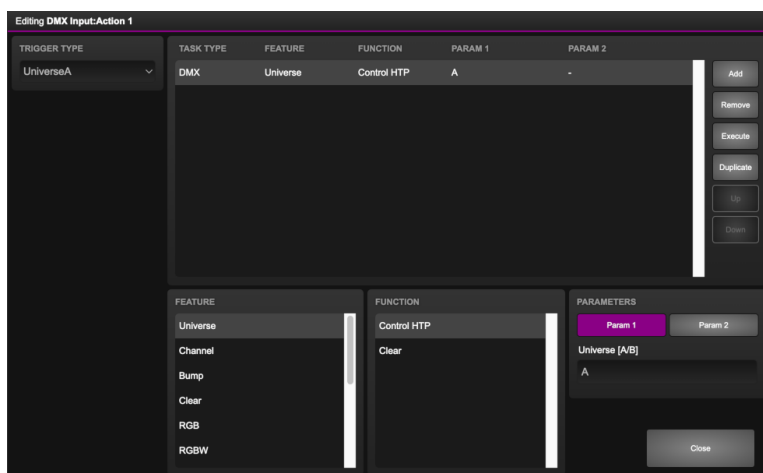 Editing DMX Input:Action 1
TRIGGER TYPE
UniverseA
TASK TYPE FEATURE FUNCTION PARAM 1 PARAM 2
DMX Universe Control HTP A -
Add
Remove
Execute
Duplicate
Up
Down
FEATURE
Universe
Channel
Bump
Clear
RGB
RGBW
FUNCTION
Control HTP
Clear
PARAMETERS
Param 1 Param 2
Universe [A/B]
A
Close